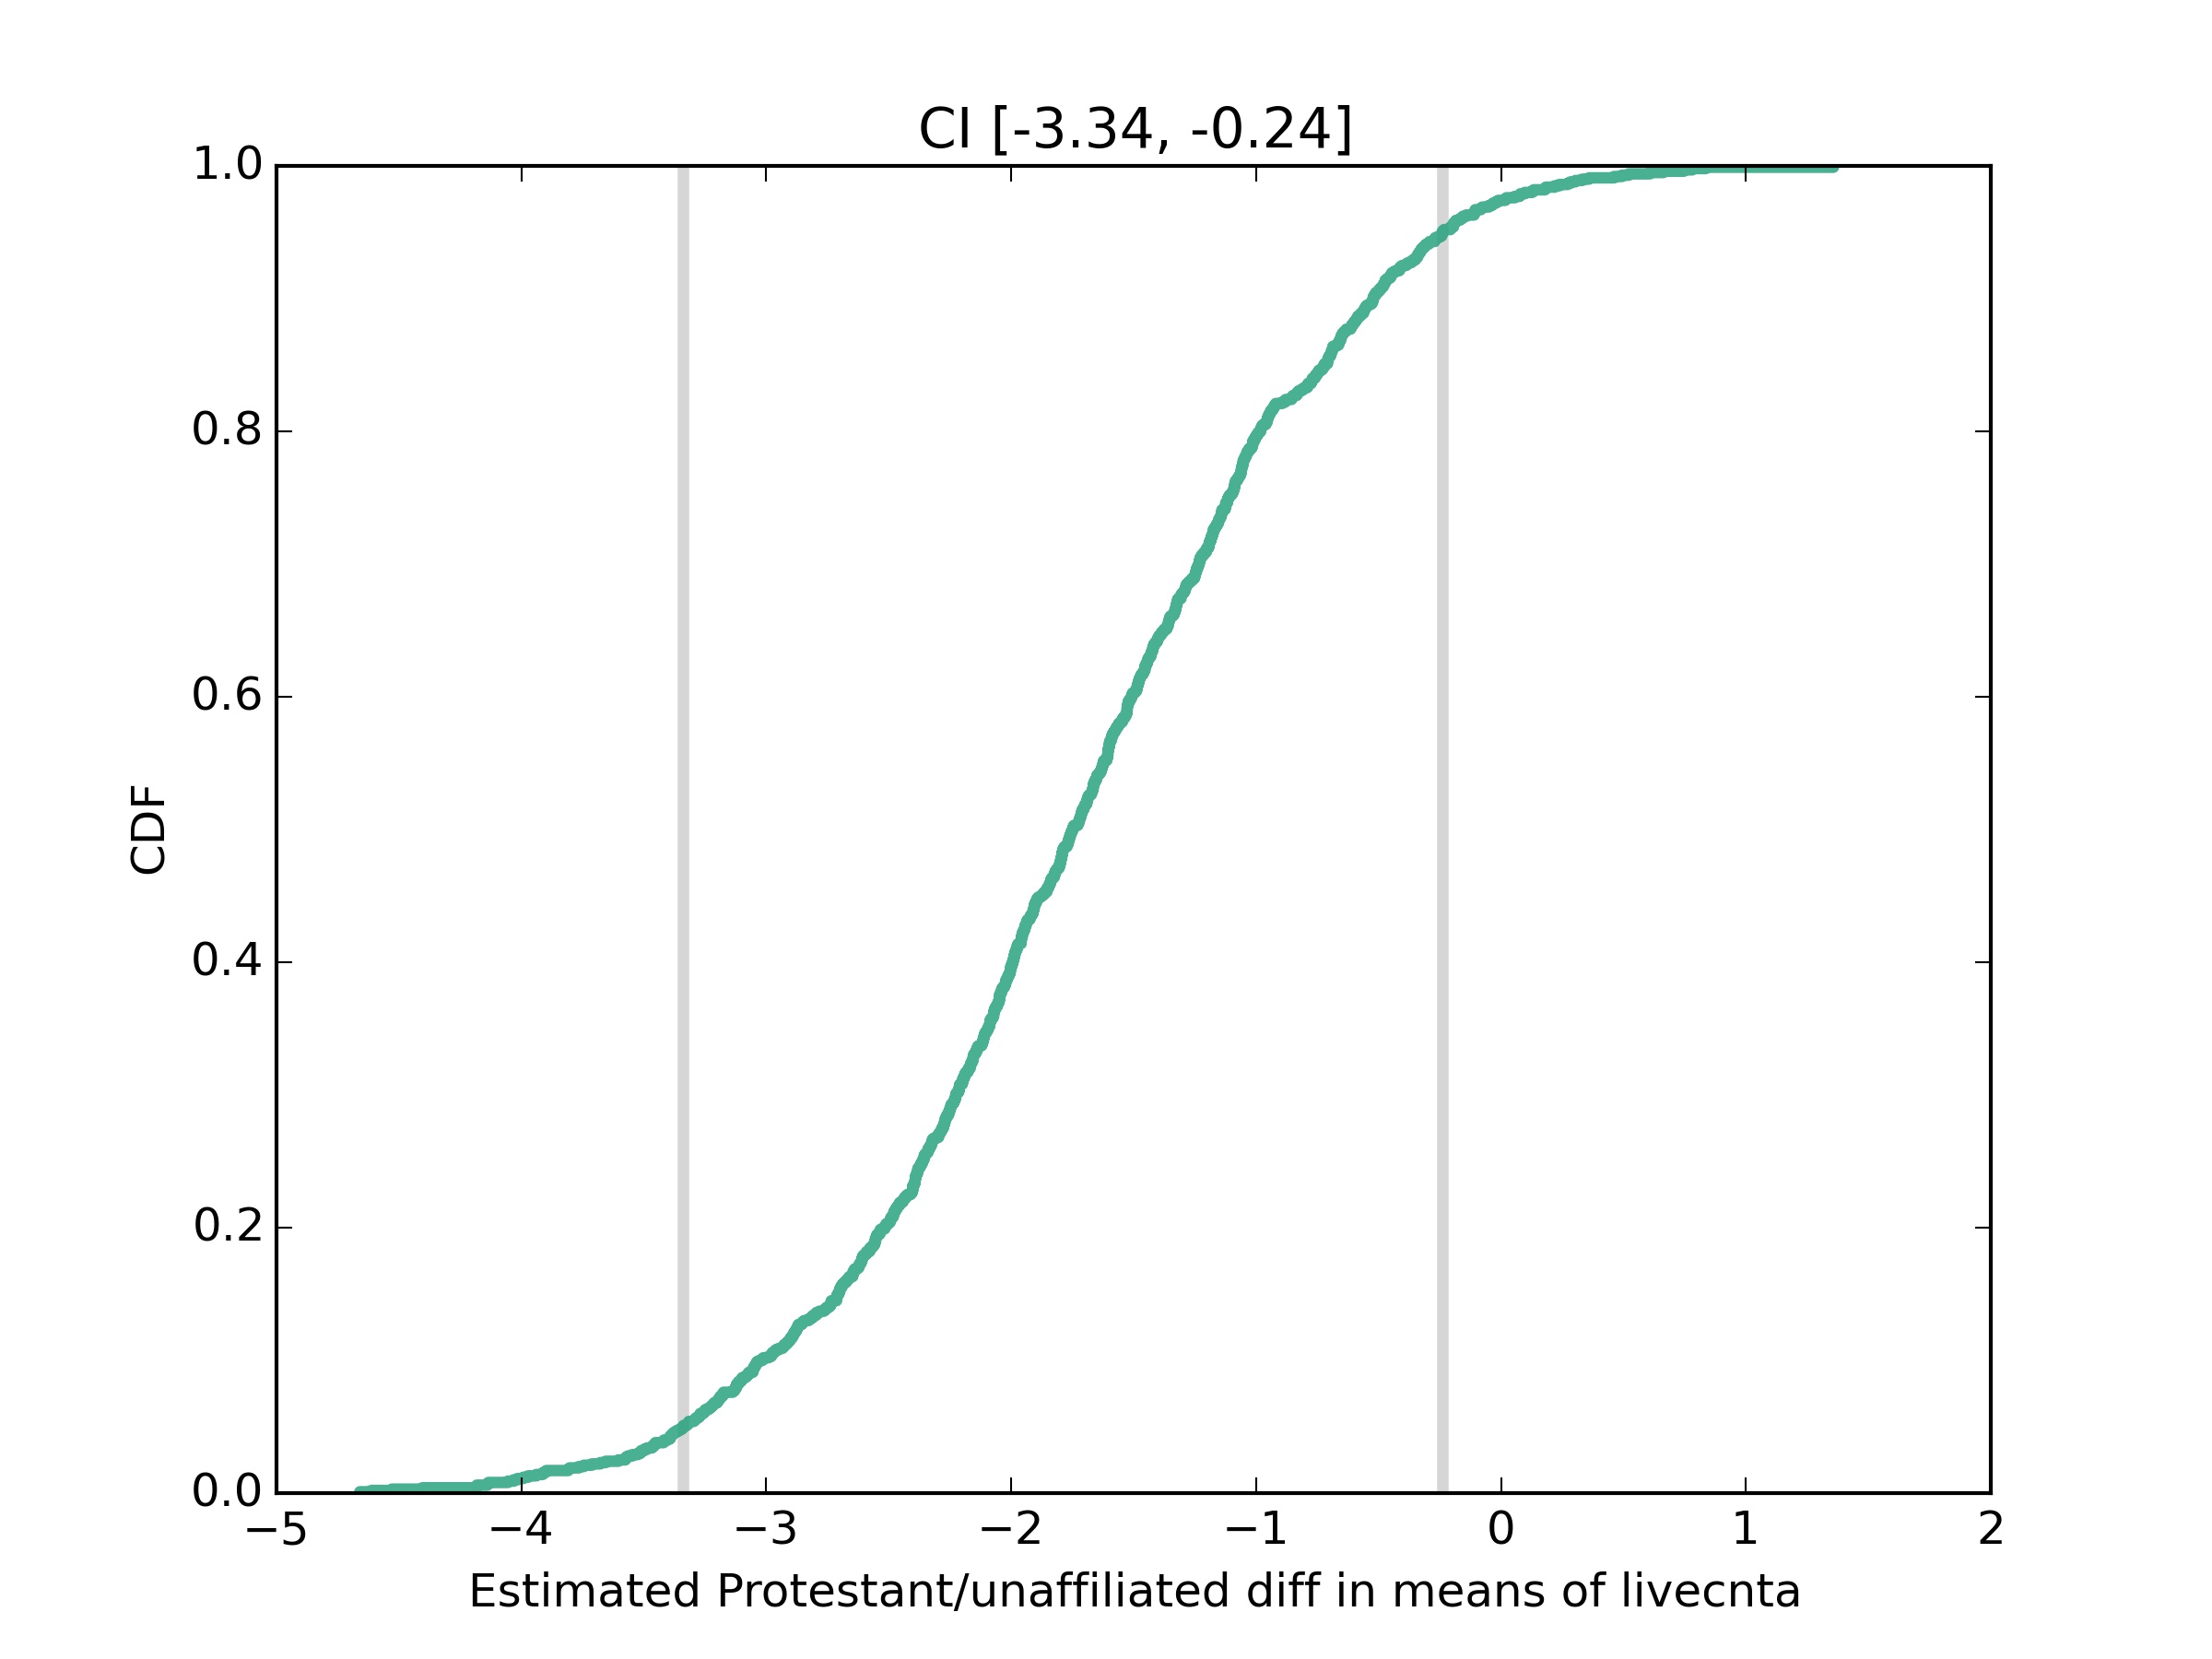 CI [-3.34, -0.24]
1.0
0.8
0.6
0.4
0.2
0.0
CDF
−5 −4 −3 −2 −1 0 1 2
Estimated Protestant/unaffiliated diff in means of livecnta